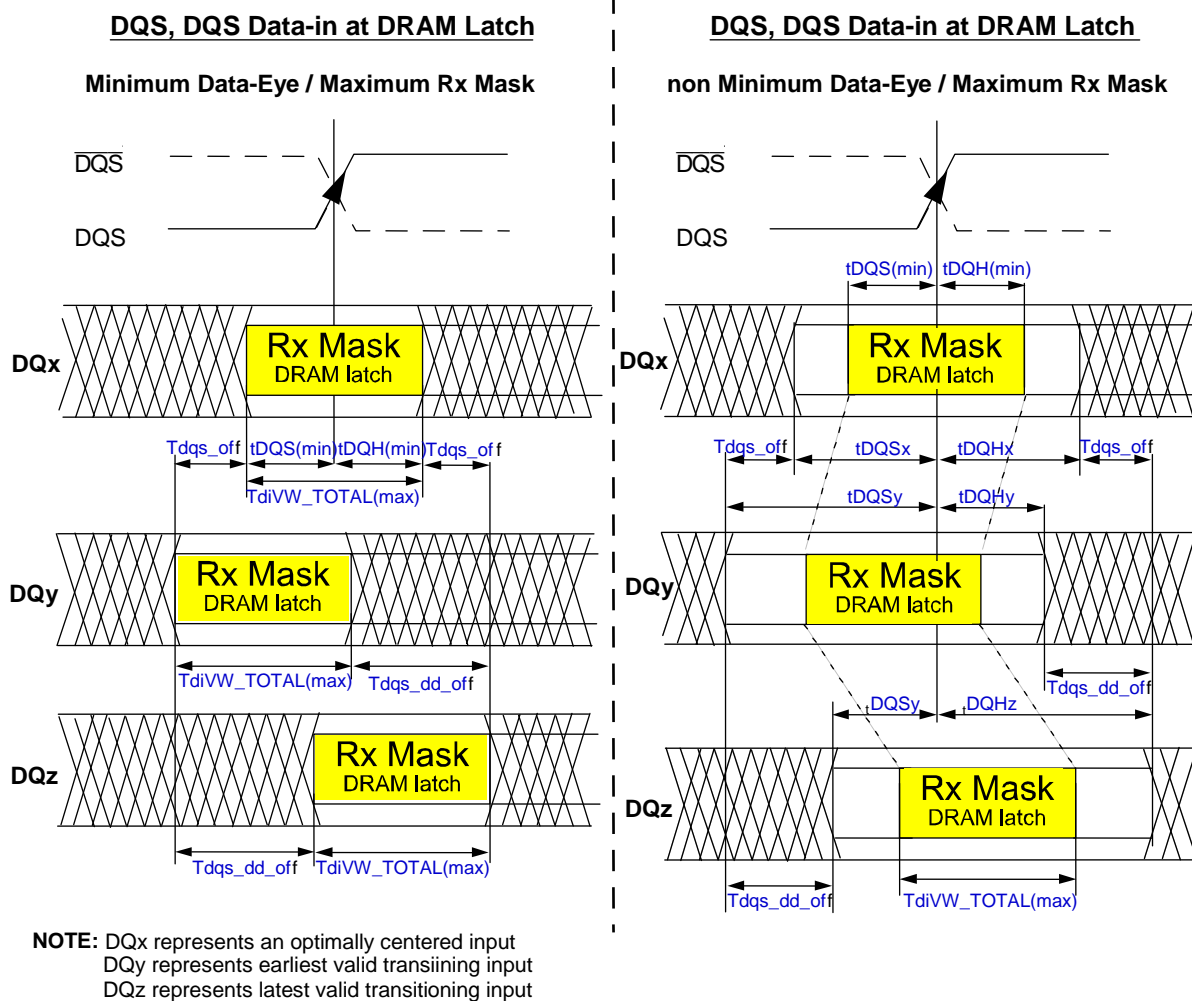 DQS, DQS Data-in at DRAM Latch
Minimum Data-Eye / Maximum Rx Mask
DQS
DQS
DQx
Rx Mask
DRAM latch
Tdqs_off
tDQS(min)
tDQH(min)
Tdqs_off
TdiVW_TOTAL(max)
DQy
Rx Mask
DRAM latch
TdiVW_TOTAL(max)
Tdqs_dd_off
DQz
Rx Mask
DRAM latch
Tdqs_dd_off
TdiVW_TOTAL(max)
DQS, DQS Data-in at DRAM Latch
non Minimum Data-Eye / Maximum Rx Mask
DQS
DQS
tDQS(min)
tDQH(min)
DQx
Rx Mask
DRAM latch
Tdqs_off
tDQSx
tDQHx
Tdqs_off
tDQSy
tDQHy
DQy
Rx Mask
DRAM latch
Tdqs_dd_off
tDQSy
tDQHz
DQz
Rx Mask
DRAM latch
Tdqs_dd_off
TdiVW_TOTAL(max)
NOTE: DQx represents an optimally centered input
DQy represents earliest valid transiining input
DQz represents latest valid transitioning input